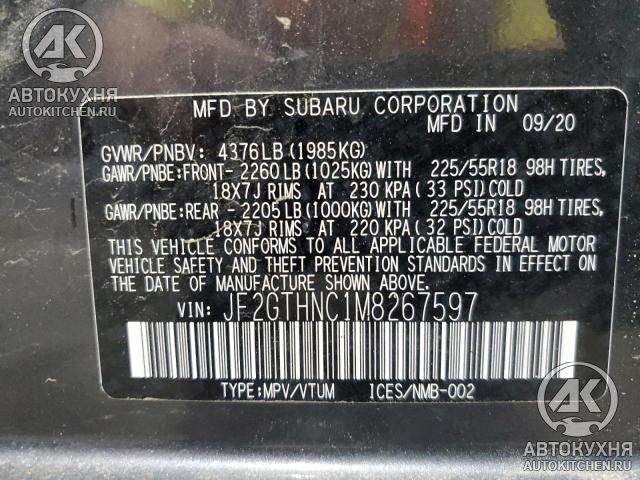 АК
АВТОКУХНЯ
AUTOKITCHEN.RU
MFD BY SUBARU CORPORATION
MFD IN 09/20
GVWR/PNBV: 4376LB(1985KG)
GAWR/PNBE:FRONT-2260LB(1025KG)WITH 225/55R18 98H TIRES,
18X7J RIMS AT 230 KPA(33 PSI)COLD
GAWR/PNBE:REAR -2205LB(1000KG)WITH 225/55R18 98H TIRES,
18X7J RIMS AT 220 KPA(32 PSI)COLD
THIS VEHICLE CONFORMS TO ALL APPLICABLE FEDERAL MOTOR
VEHICLE SAFETY AND THEFT PREVENTION STANDARDS IN EFFECT ON
THE DATE OF MANUFACTURE SHOWN ABOVE.
VIN: JF2GTHNC1M8267597
TYPE:MPV/VTUM ICES/NMB-002
АК
АВТОКУХНЯ
AUTOKITCHEN.RU